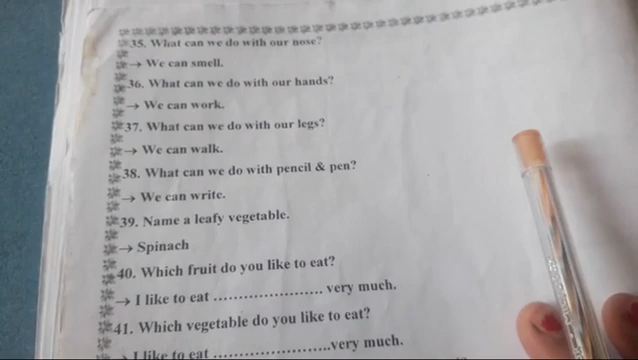 35. What can we do with our nose?
→ We can smell.
36. What can we do with our hands?
→ We can work.
37. What can we do with our legs?
→ We can walk.
38. What can we do with pencil & pen?
→ We can write.
39. Name a leafy vegetable.
→ Spinach
40. Which fruit do you like to eat?
→ I like to eat ...................... very much.
41. Which vegetable do you like to eat?
→ I like to eat ........................very much.